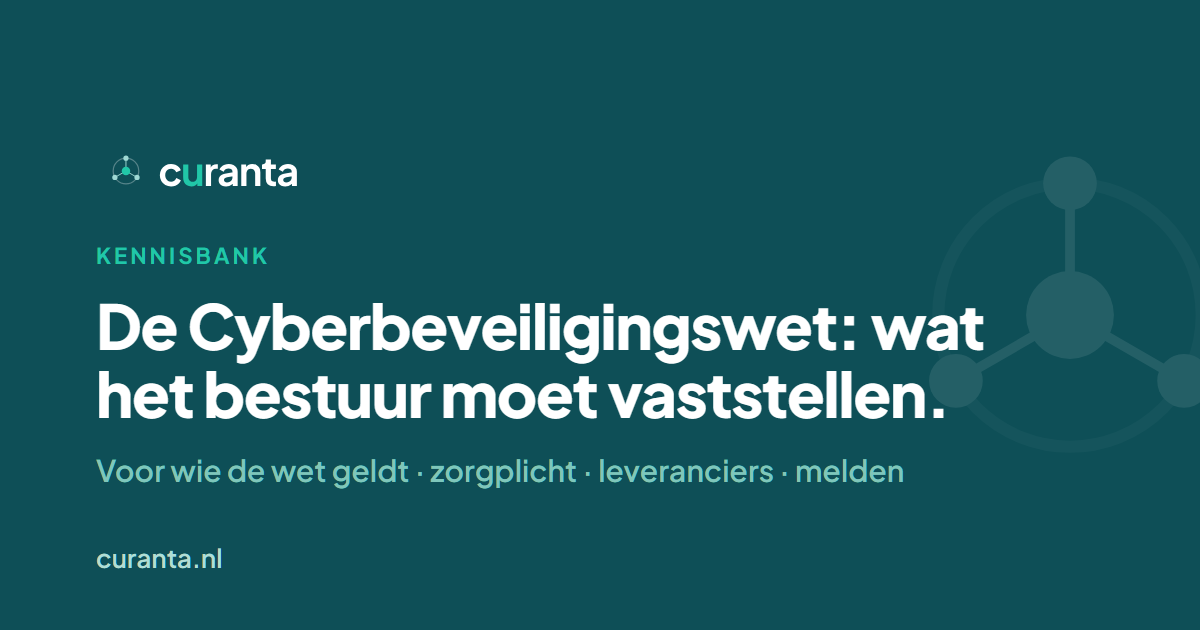 curanta
KENNISBANK
De Cyberbeveiligingswet: wat
het bestuur moet vaststellen.
Voor wie de wet geldt · zorgplicht · leveranciers · melden
curanta.nl